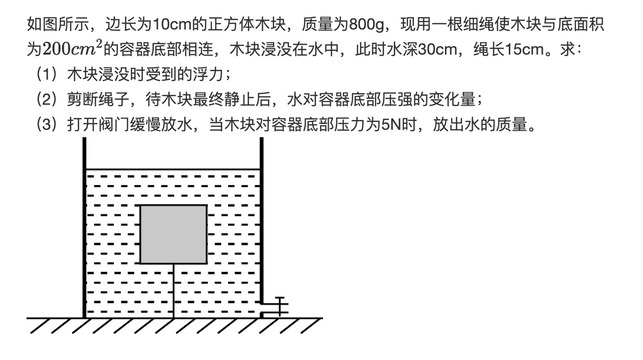 如图所示，边长为10cm的正方体木块，质量为800g，现用一根细绳使木块与底面积
为200cm²的容器底部相连，木块浸没在水中，此时水深30cm，绳长15cm。求：
（1）木块浸没时受到的浮力；
（2）剪断绳子，待木块最终静止后，水对容器底部压强的变化量；
（3）打开阀门缓慢放水，当木块对容器底部压力为5N时，放出水的质量。